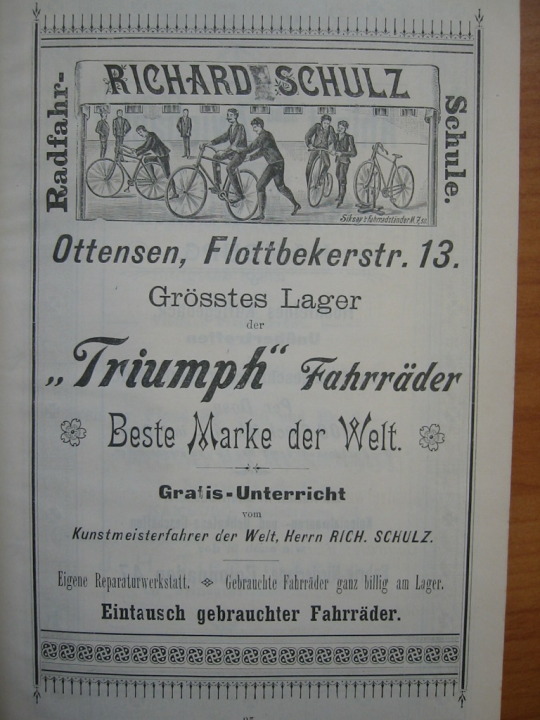 RICHARD SCHULZ
Radfahr-
Schule.
Ottensen, Flottbekerstr. 13.
Grösstes Lager
der
„Triumph“ Fahrräder
Beste Marke der Welt.
Gratis-Unterricht
vom
Kunstmeisterfahrer der Welt, Herrn RICH. SCHULZ.
Eigene Reparaturwerkstatt. Gebrauchte Fahrräder ganz billig am Lager.
Eintausch gebrauchter Fahrräder.